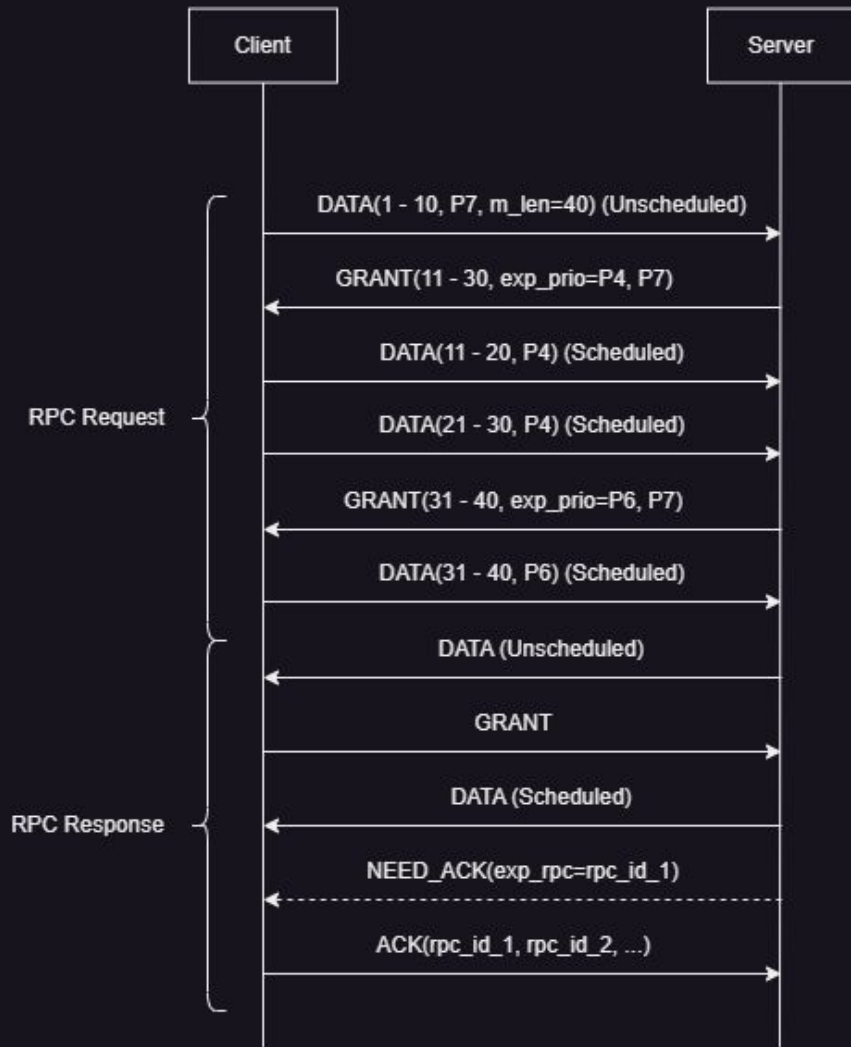 Client
Server
DATA(1 - 10, P7, m_len=40) (Unscheduled)
GRANT(11 - 30, exp_prio=P4, P7)
DATA(11 - 20, P4) (Scheduled)
RPC Request
DATA(21 - 30, P4) (Scheduled)
GRANT(31 - 40, exp_prio=P6, P7)
DATA(31 - 40, P6) (Scheduled)
DATA (Unscheduled)
GRANT
DATA (Scheduled)
RPC Response
NEED_ACK(exp_rpc=rpc_id_1)
ACK(rpc_id_1, rpc_id_2, ...)